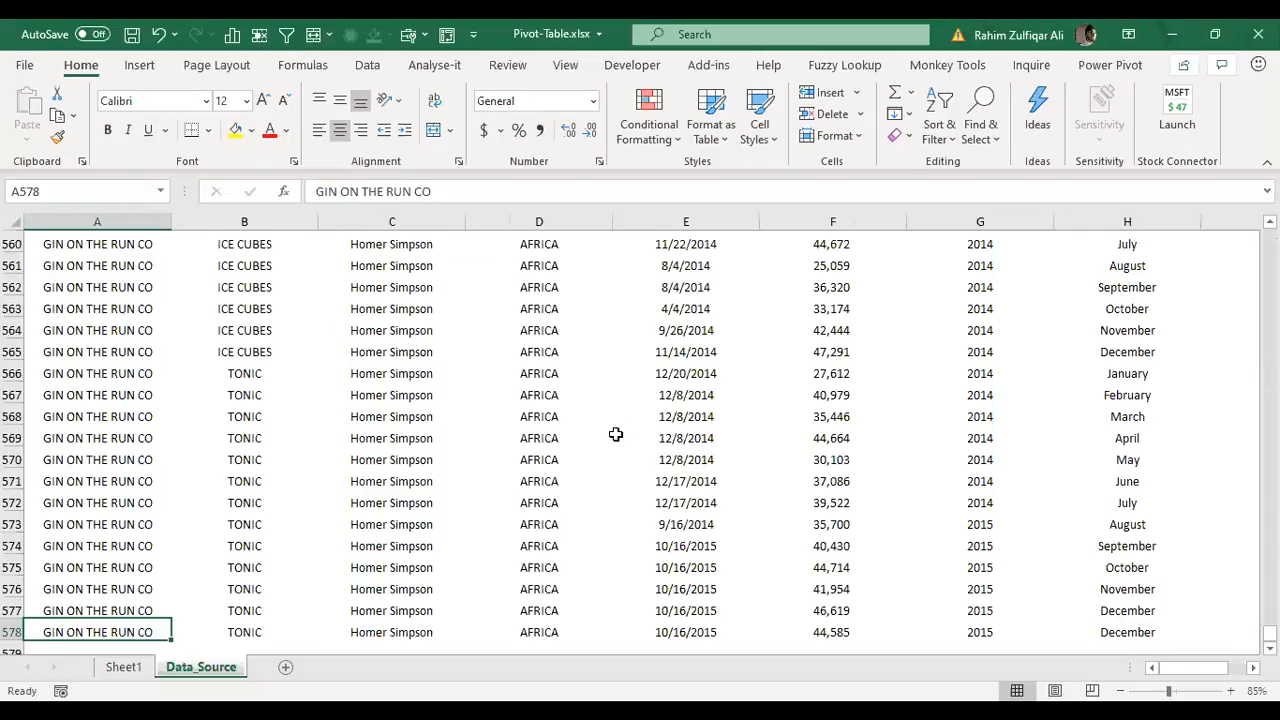 AutoSave Off Pivot-Table.xlsx Search Rahim Zulfiqar Ali
File Home Insert Page Layout Formulas Data Analyse-it Review View Developer Add-ins Help Fuzzy Lookup Monkey Tools Inquire Power Pivot
Paste
Calibri 12
B I U
General
$ % ,
Conditional Formatting
Format as Table
Cell Styles
Insert
Delete
Format
Sort & Filter
Find & Select
Ideas
Sensitivity
MSFT
$ 47
Launch
Clipboard Font Alignment Number Styles Cells Editing Ideas Sensitivity Stock Connector
A578 fx GIN ON THE RUN CO
A B C D E F G H
560 GIN ON THE RUN CO ICE CUBES Homer Simpson AFRICA 11/22/2014 44,672 2014 July
561 GIN ON THE RUN CO ICE CUBES Homer Simpson AFRICA 8/4/2014 25,059 2014 August
562 GIN ON THE RUN CO ICE CUBES Homer Simpson AFRICA 8/4/2014 36,320 2014 September
563 GIN ON THE RUN CO ICE CUBES Homer Simpson AFRICA 4/4/2014 33,174 2014 October
564 GIN ON THE RUN CO ICE CUBES Homer Simpson AFRICA 9/26/2014 42,444 2014 November
565 GIN ON THE RUN CO ICE CUBES Homer Simpson AFRICA 11/14/2014 47,291 2014 December
566 GIN ON THE RUN CO TONIC Homer Simpson AFRICA 12/20/2014 27,612 2014 January
567 GIN ON THE RUN CO TONIC Homer Simpson AFRICA 12/8/2014 40,979 2014 February
568 GIN ON THE RUN CO TONIC Homer Simpson AFRICA 12/8/2014 35,446 2014 March
569 GIN ON THE RUN CO TONIC Homer Simpson AFRICA 12/8/2014 44,664 2014 April
570 GIN ON THE RUN CO TONIC Homer Simpson AFRICA 12/8/2014 30,103 2014 May
571 GIN ON THE RUN CO TONIC Homer Simpson AFRICA 12/17/2014 37,086 2014 June
572 GIN ON THE RUN CO TONIC Homer Simpson AFRICA 12/17/2014 39,522 2014 July
573 GIN ON THE RUN CO TONIC Homer Simpson AFRICA 9/16/2014 35,700 2015 August
574 GIN ON THE RUN CO TONIC Homer Simpson AFRICA 10/16/2015 40,430 2015 September
575 GIN ON THE RUN CO TONIC Homer Simpson AFRICA 10/16/2015 44,714 2015 October
576 GIN ON THE RUN CO TONIC Homer Simpson AFRICA 10/16/2015 41,954 2015 November
577 GIN ON THE RUN CO TONIC Homer Simpson AFRICA 10/16/2015 46,619 2015 December
578 GIN ON THE RUN CO TONIC Homer Simpson AFRICA 10/16/2015 44,585 2015 December
579
Sheet1 Data_Source
Ready 85%